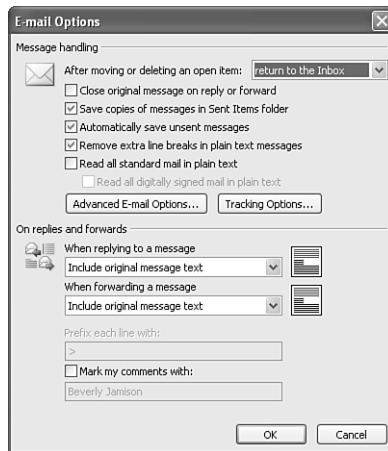 E-mail Options
Message handling
After moving or deleting an open item: return to the Inbox
Close original message on reply or forward
Save copies of messages in Sent Items folder
Automatically save unsent messages
Remove extra line breaks in plain text messages
Read all standard mail in plain text
Read all digitally signed mail in plain text
Advanced E-mail Options... Tracking Options...
On replies and forwards
When replying to a message
Include original message text
When forwarding a message
Include original message text
Prefix each line with:
>
Mark my comments with:
Beverly Jamison
OK Cancel